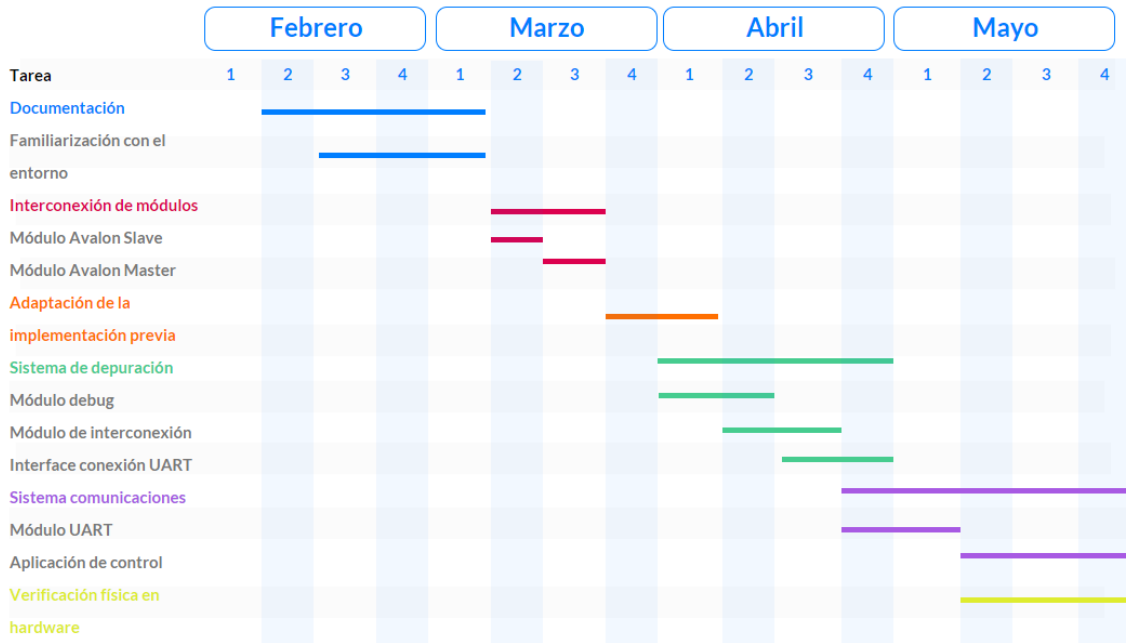 Febrero Marzo Abril Mayo
Tarea 1 2 3 4 1 2 3 4 1 2 3 4 1 2 3 4
Documentación
Familiarización con el
entorno
Interconexión de módulos
Módulo Avalon Slave
Módulo Avalon Master
Adaptación de la
implementación previa
Sistema de depuración
Módulo debug
Módulo de interconexión
Interface conexión UART
Sistema comunicaciones
Módulo UART
Aplicación de control
Verificación física en
hardware